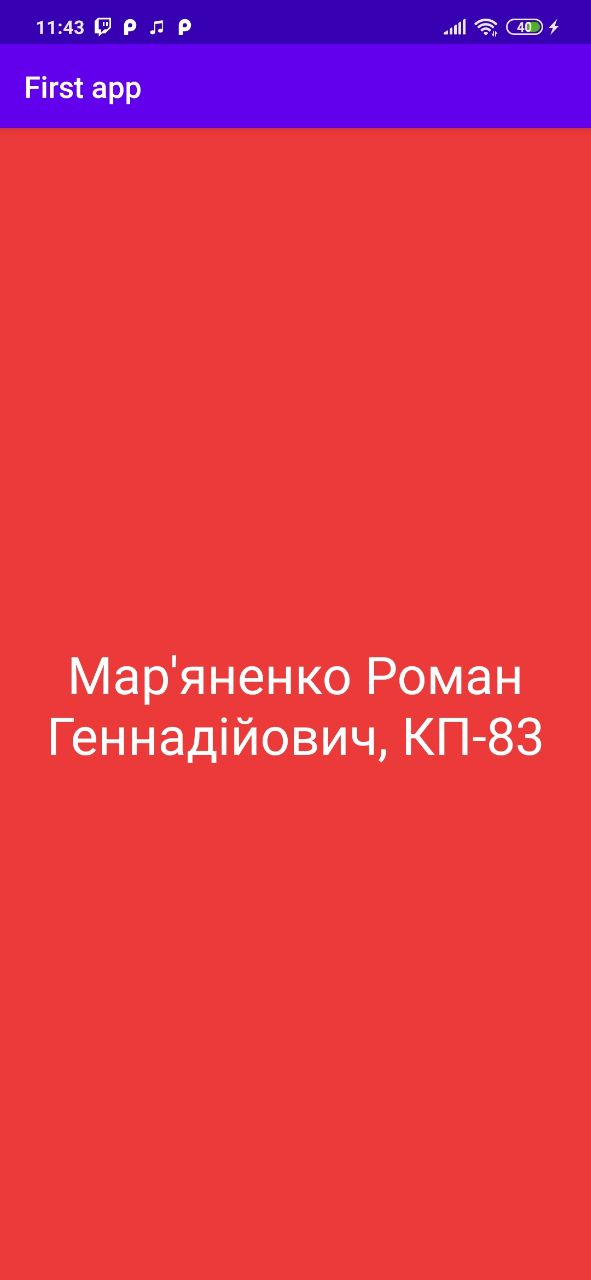 11:43
40
First app
Мар'яненко Роман
Геннадійович, КП-83